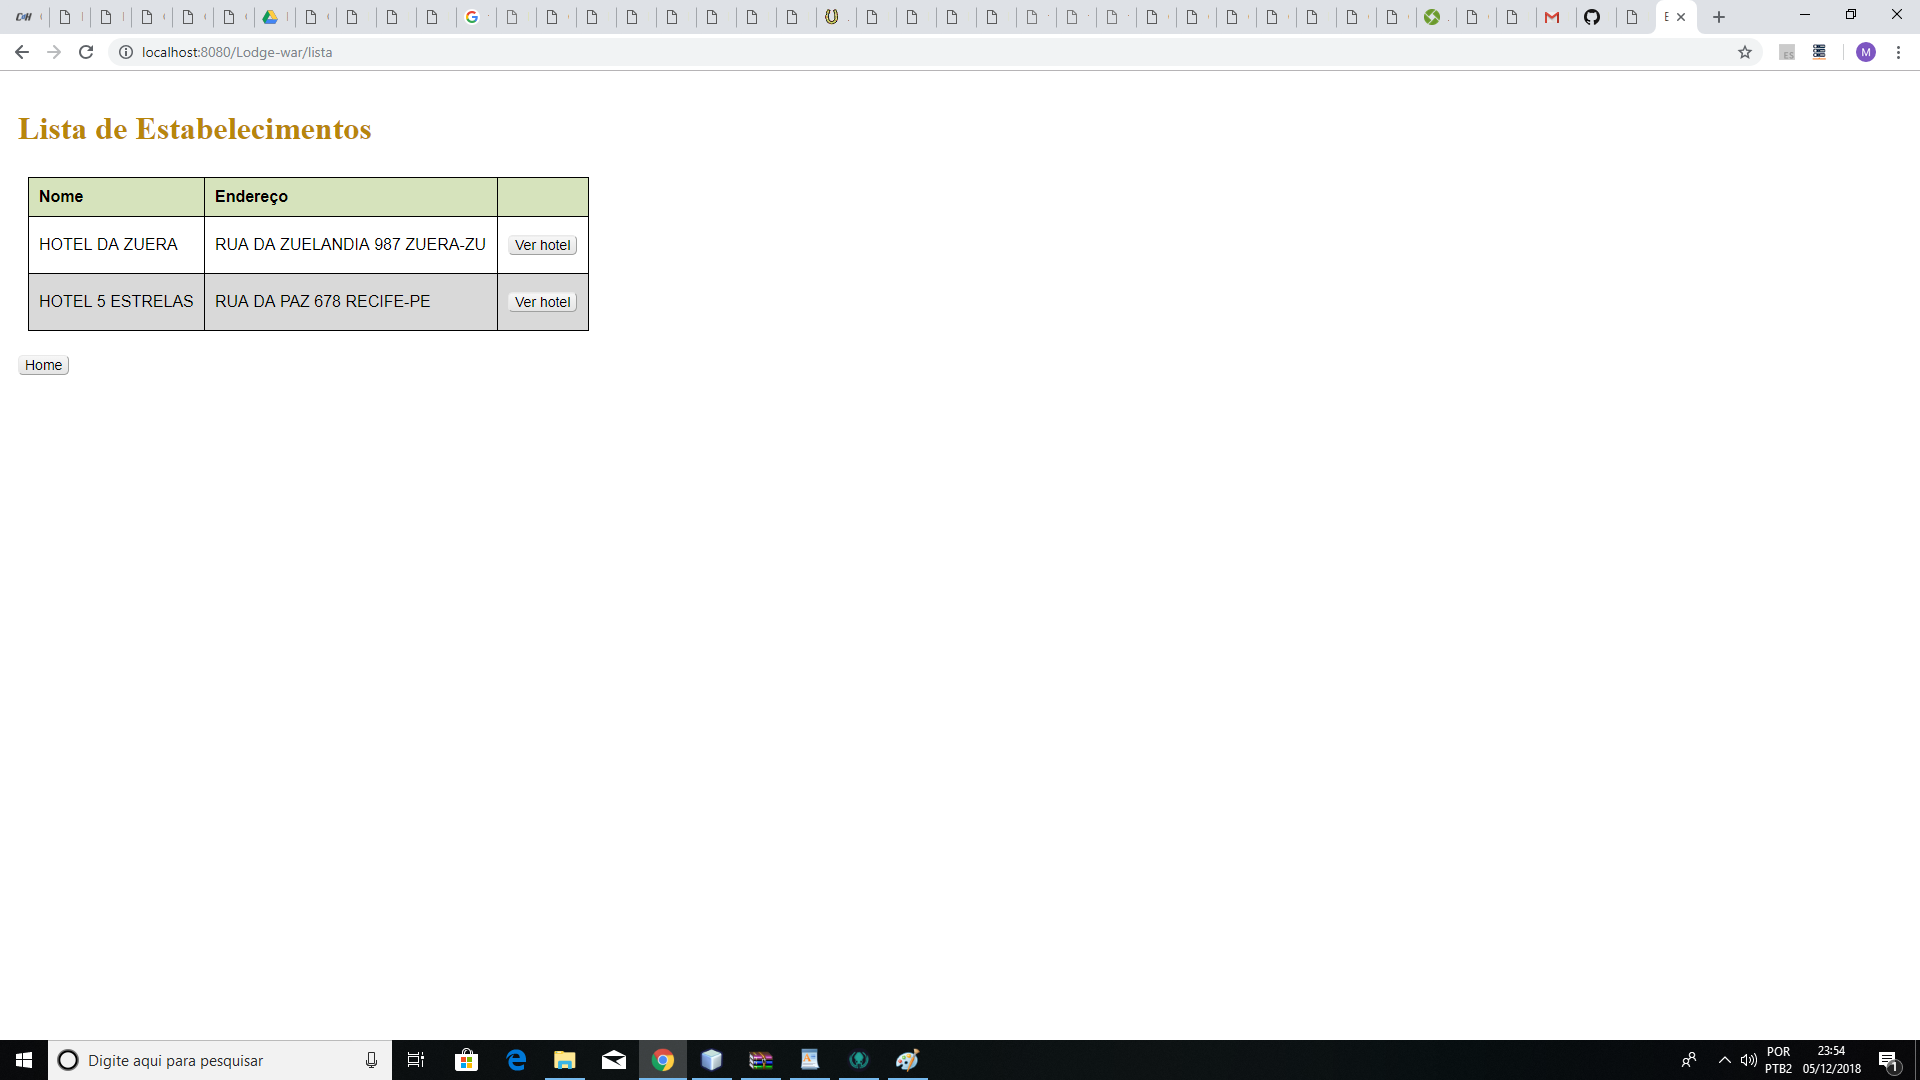 E
localhost:8080/Lodge-war/lista
ES
M
Lista de Estabelecimentos
Nome Endereço
HOTEL DA ZUERA RUA DA ZUELANDIA 987 ZUERA-ZU Ver hotel
HOTEL 5 ESTRELAS RUA DA PAZ 678 RECIFE-PE Ver hotel
Home
Digite aqui para pesquisar
POR
PTB2
23:54
05/12/2018
1